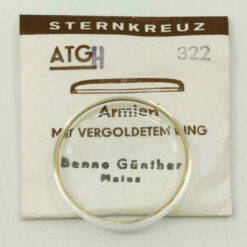 STERNKREUZ
ATGH 322
Armien
MIT VERGOLDETEM RING
Benno Günther
Mainz